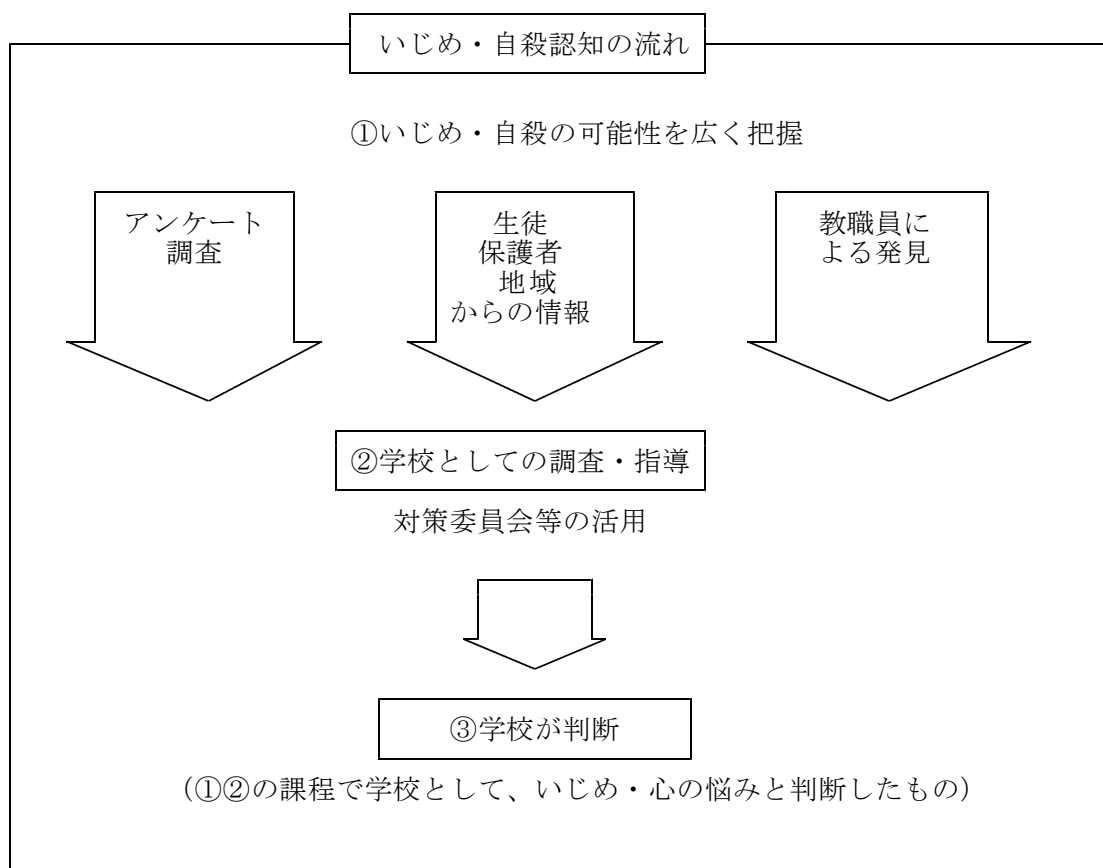 いじめ・自殺認知の流れ
①いじめ・自殺の可能性を広く把握
アンケート
調査
生徒
保護者
地域
からの情報
教職員に
よる発見
②学校としての調査・指導
対策委員会等の活用
③学校が判断
（①②の課程で学校として、いじめ・心の悩みと判断したもの）